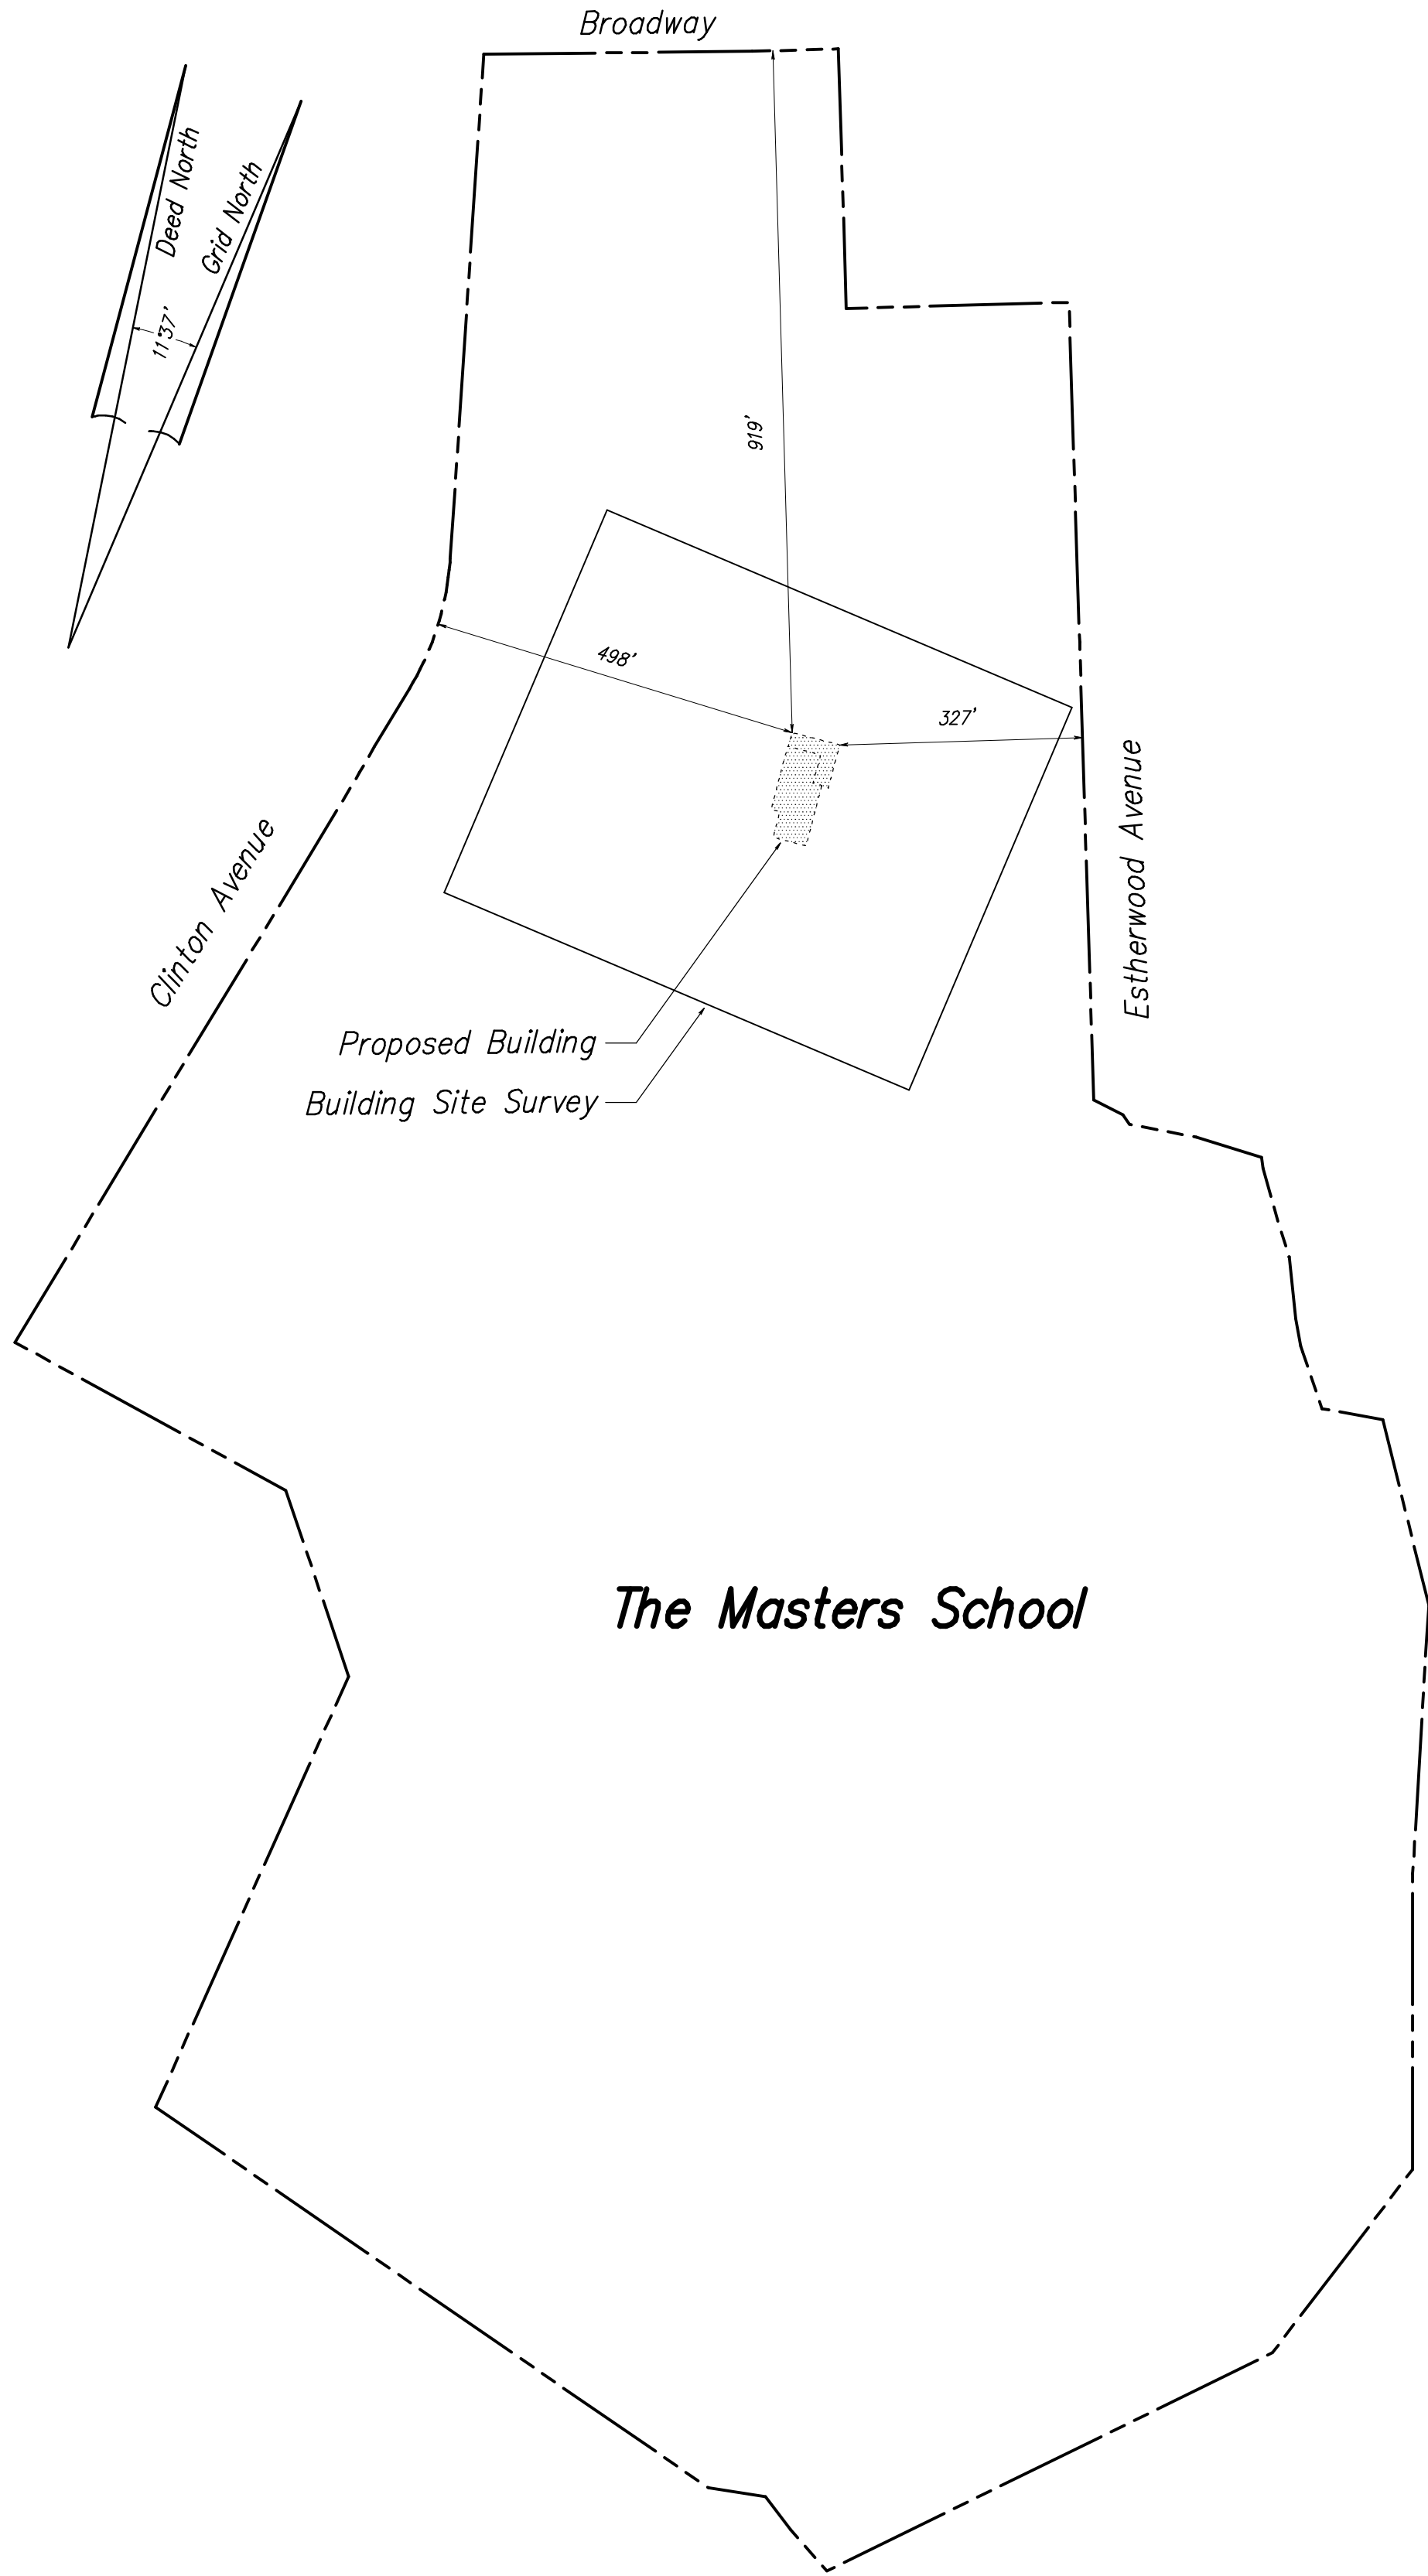 Broadway
Deed North
Grid North
11°37'
919'
498'
327'
Clinton Avenue
Estherwood Avenue
Proposed Building
Building Site Survey
The Masters School